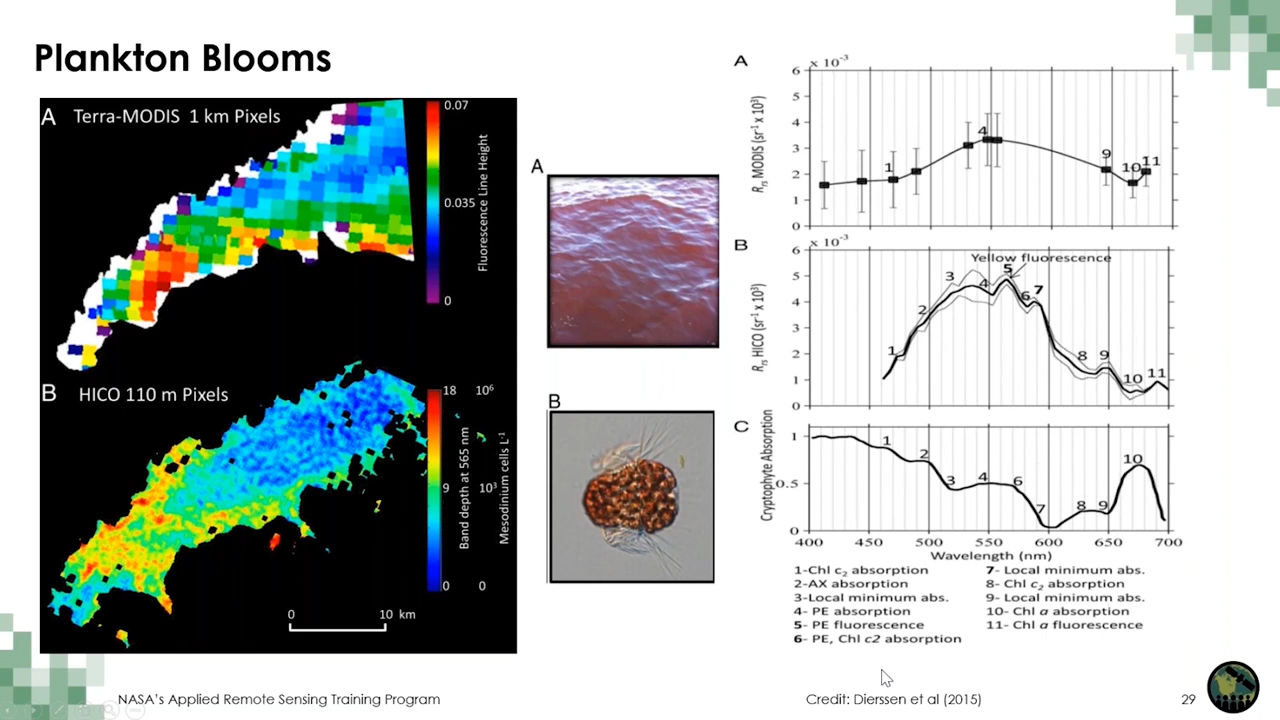 Plankton Blooms
A Terra-MODIS 1 km Pixels
0.07
0.035
0
Fluorescence Line Height
B HICO 110 m Pixels
18 10⁶
9 10³
0 0
Band depth at 565 nm
Mesodinium cells L⁻¹
0 10 km
A
B
A
x 10⁻³
6
5
4
3
2
1
0
Rrs MODIS (sr⁻¹ x 10³)
1 4 9 10 11
B
x 10⁻³
6
5
4
3
2
1
0
Rrs HICO (sr⁻¹ x 10³)
Yellow fluorescence
1 2 3 4 5 6 7 8 9 10 11
C
1
0.5
0
Cryptophyte Absorption
1 2 3 4 6 7 8 9 10
400 450 500 550 600 650 700
Wavelength (nm)
1-Chl c₂ absorption
2-AX absorption
3-Local minimum abs.
4- PE absorption
5- PE fluorescence
6- PE, Chl c2 absorption
7- Local minimum abs.
8- Chl c₂ absorption
9- Local minimum abs.
10- Chl a absorption
11- Chl a fluorescence
NASA's Applied Remote Sensing Training Program
Credit: Dierssen et al (2015)
29